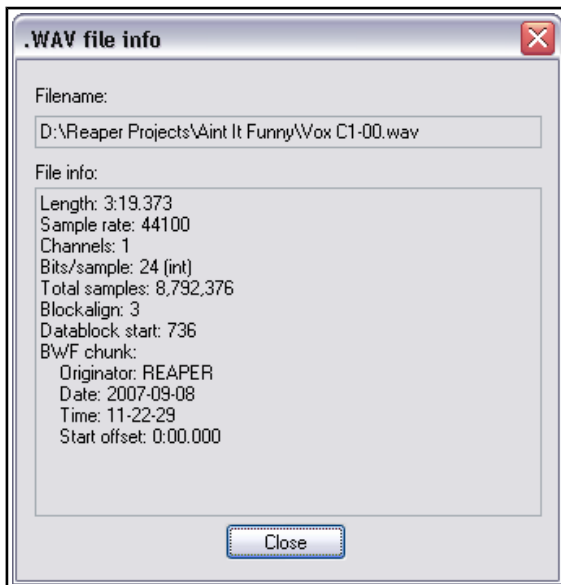 .WAV file info
Filename:
D:\Reaper Projects\Aint It Funny\Vox C1-00.wav
File info:
Length: 3:19.373
Sample rate: 44100
Channels: 1
Bits/sample: 24 (int)
Total samples: 8,792,376
Blockalign: 3
Datablock start: 736
BWF chunk:
Originator: REAPER
Date: 2007-09-08
Time: 11-22-29
Start offset: 0:00.000
Close